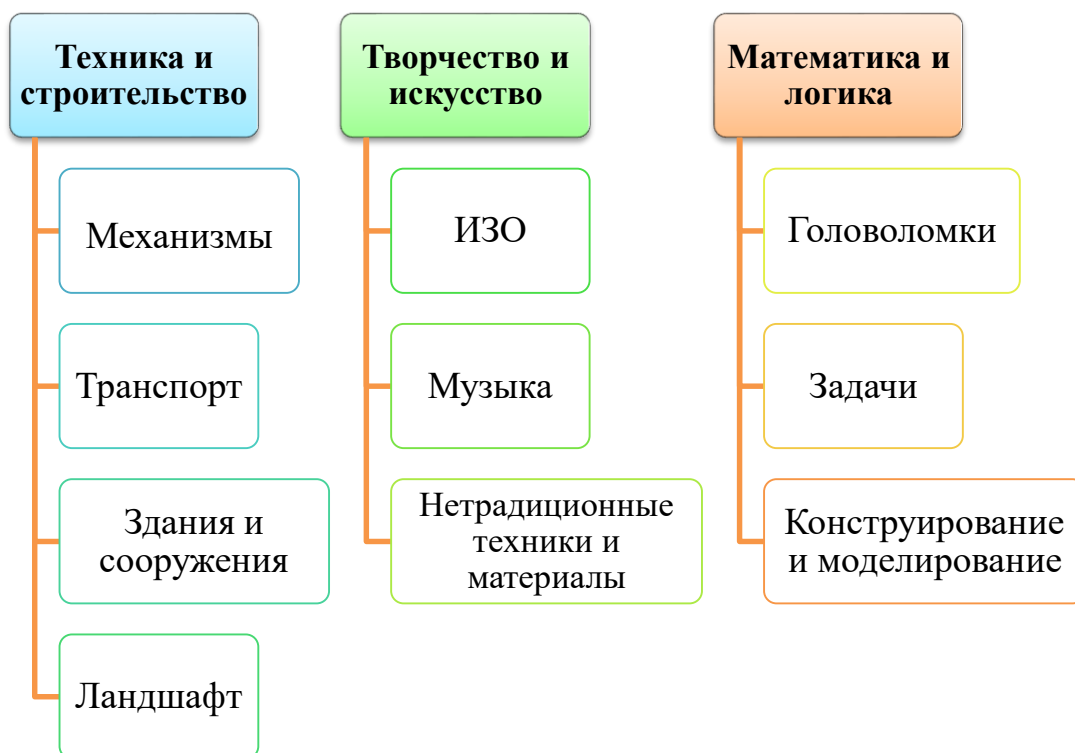 Техника и
строительство
Механизмы
Транспорт
Здания и
сооружения
Ландшафт
Творчество и
искусство
ИЗО
Музыка
Нетрадиционные
техники и
материалы
Математика и
логика
Головоломки
Задачи
Конструирование
и моделирование